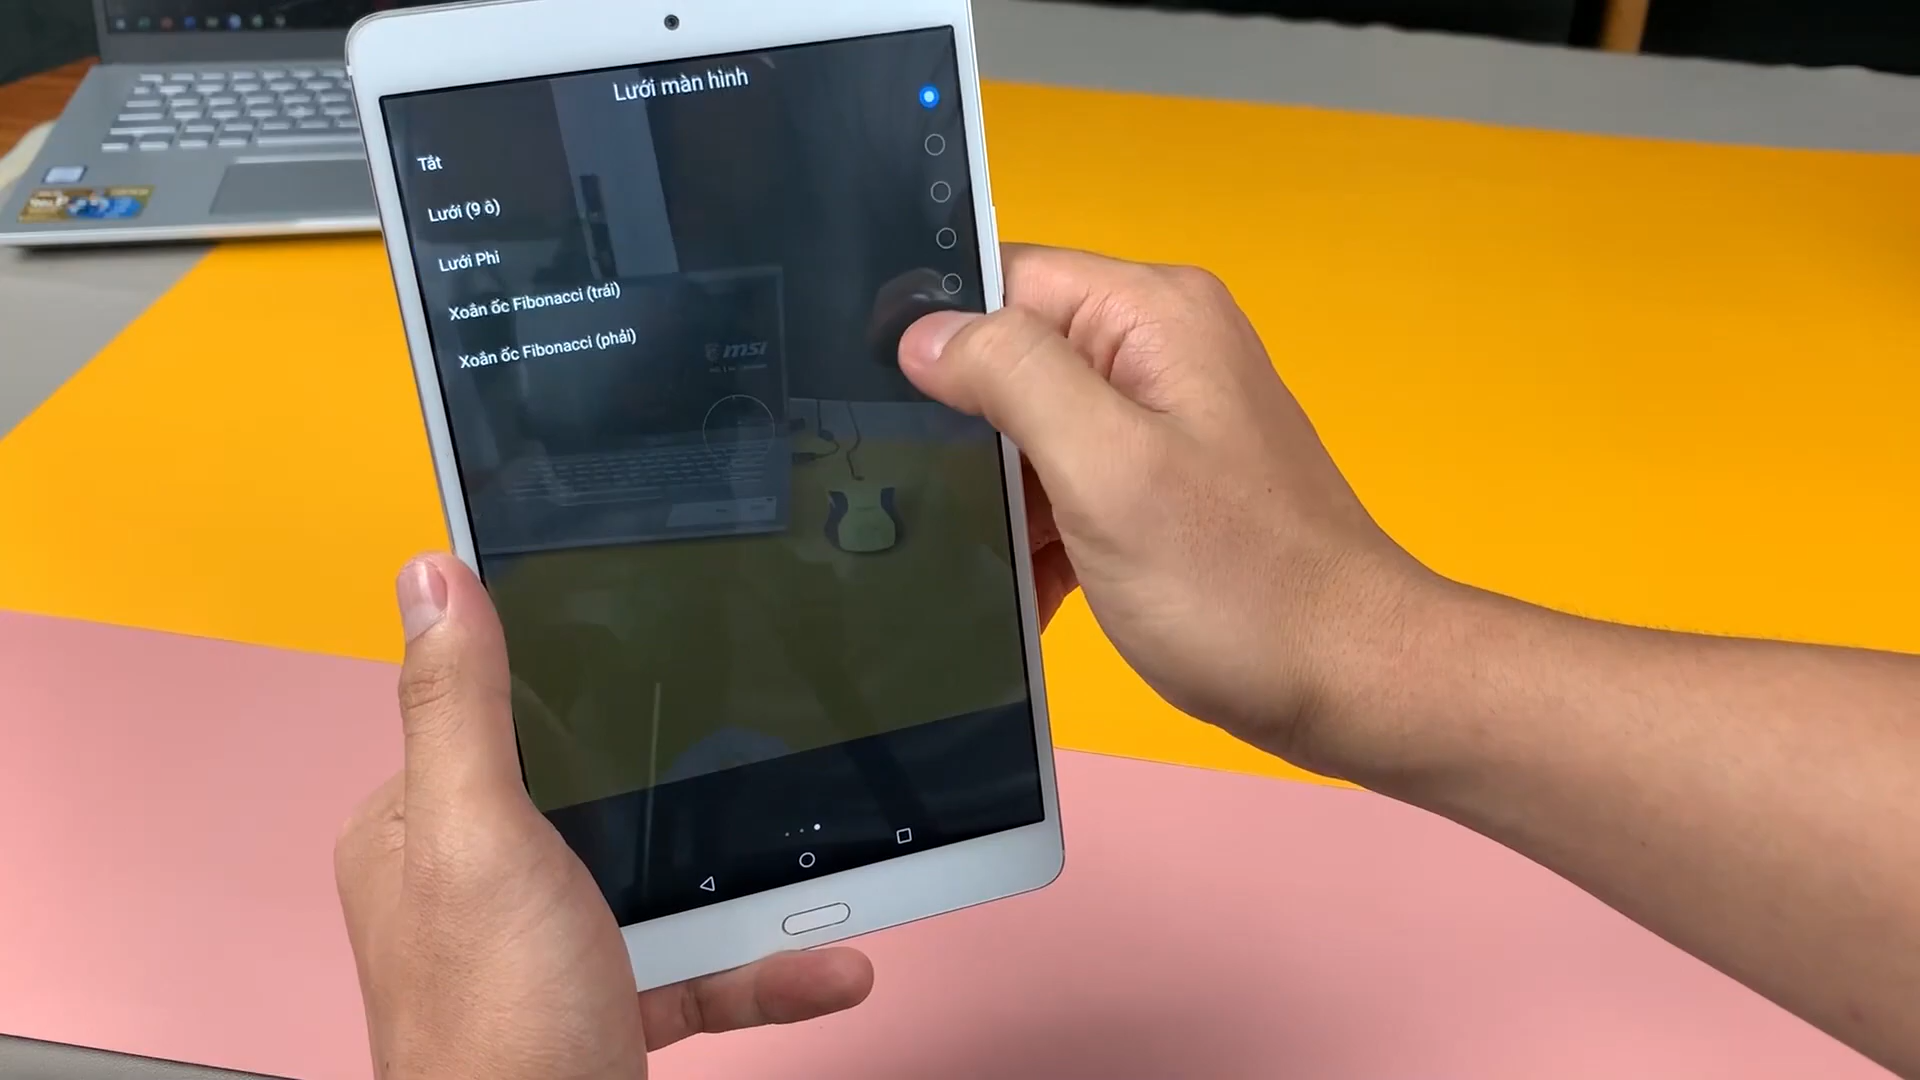 Lưới màn hình
Tắt
Lưới (9 ô)
Lưới Phi
Xoắn ốc Fibonacci (trái)
Xoắn ốc Fibonacci (phải)
msi